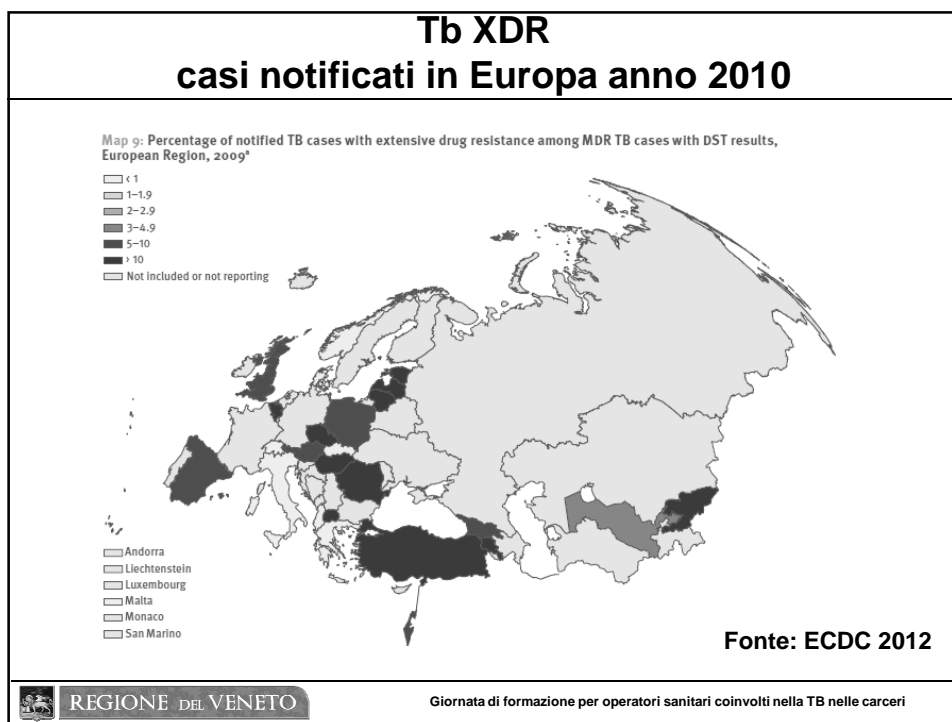 Tb XDR
casi notificati in Europa anno 2010
Map 9: Percentage of notified TB cases with extensive drug resistance among MDR TB cases with DST results,
European Region, 2009ª
< 1
1–1.9
2–2.9
3–4.9
5–10
> 10
Not included or not reporting
Andorra
Liechtenstein
Luxembourg
Malta
Monaco
San Marino
Fonte: ECDC 2012
REGIONE DEL VENETO
Giornata di formazione per operatori sanitari coinvolti nella TB nelle carceri